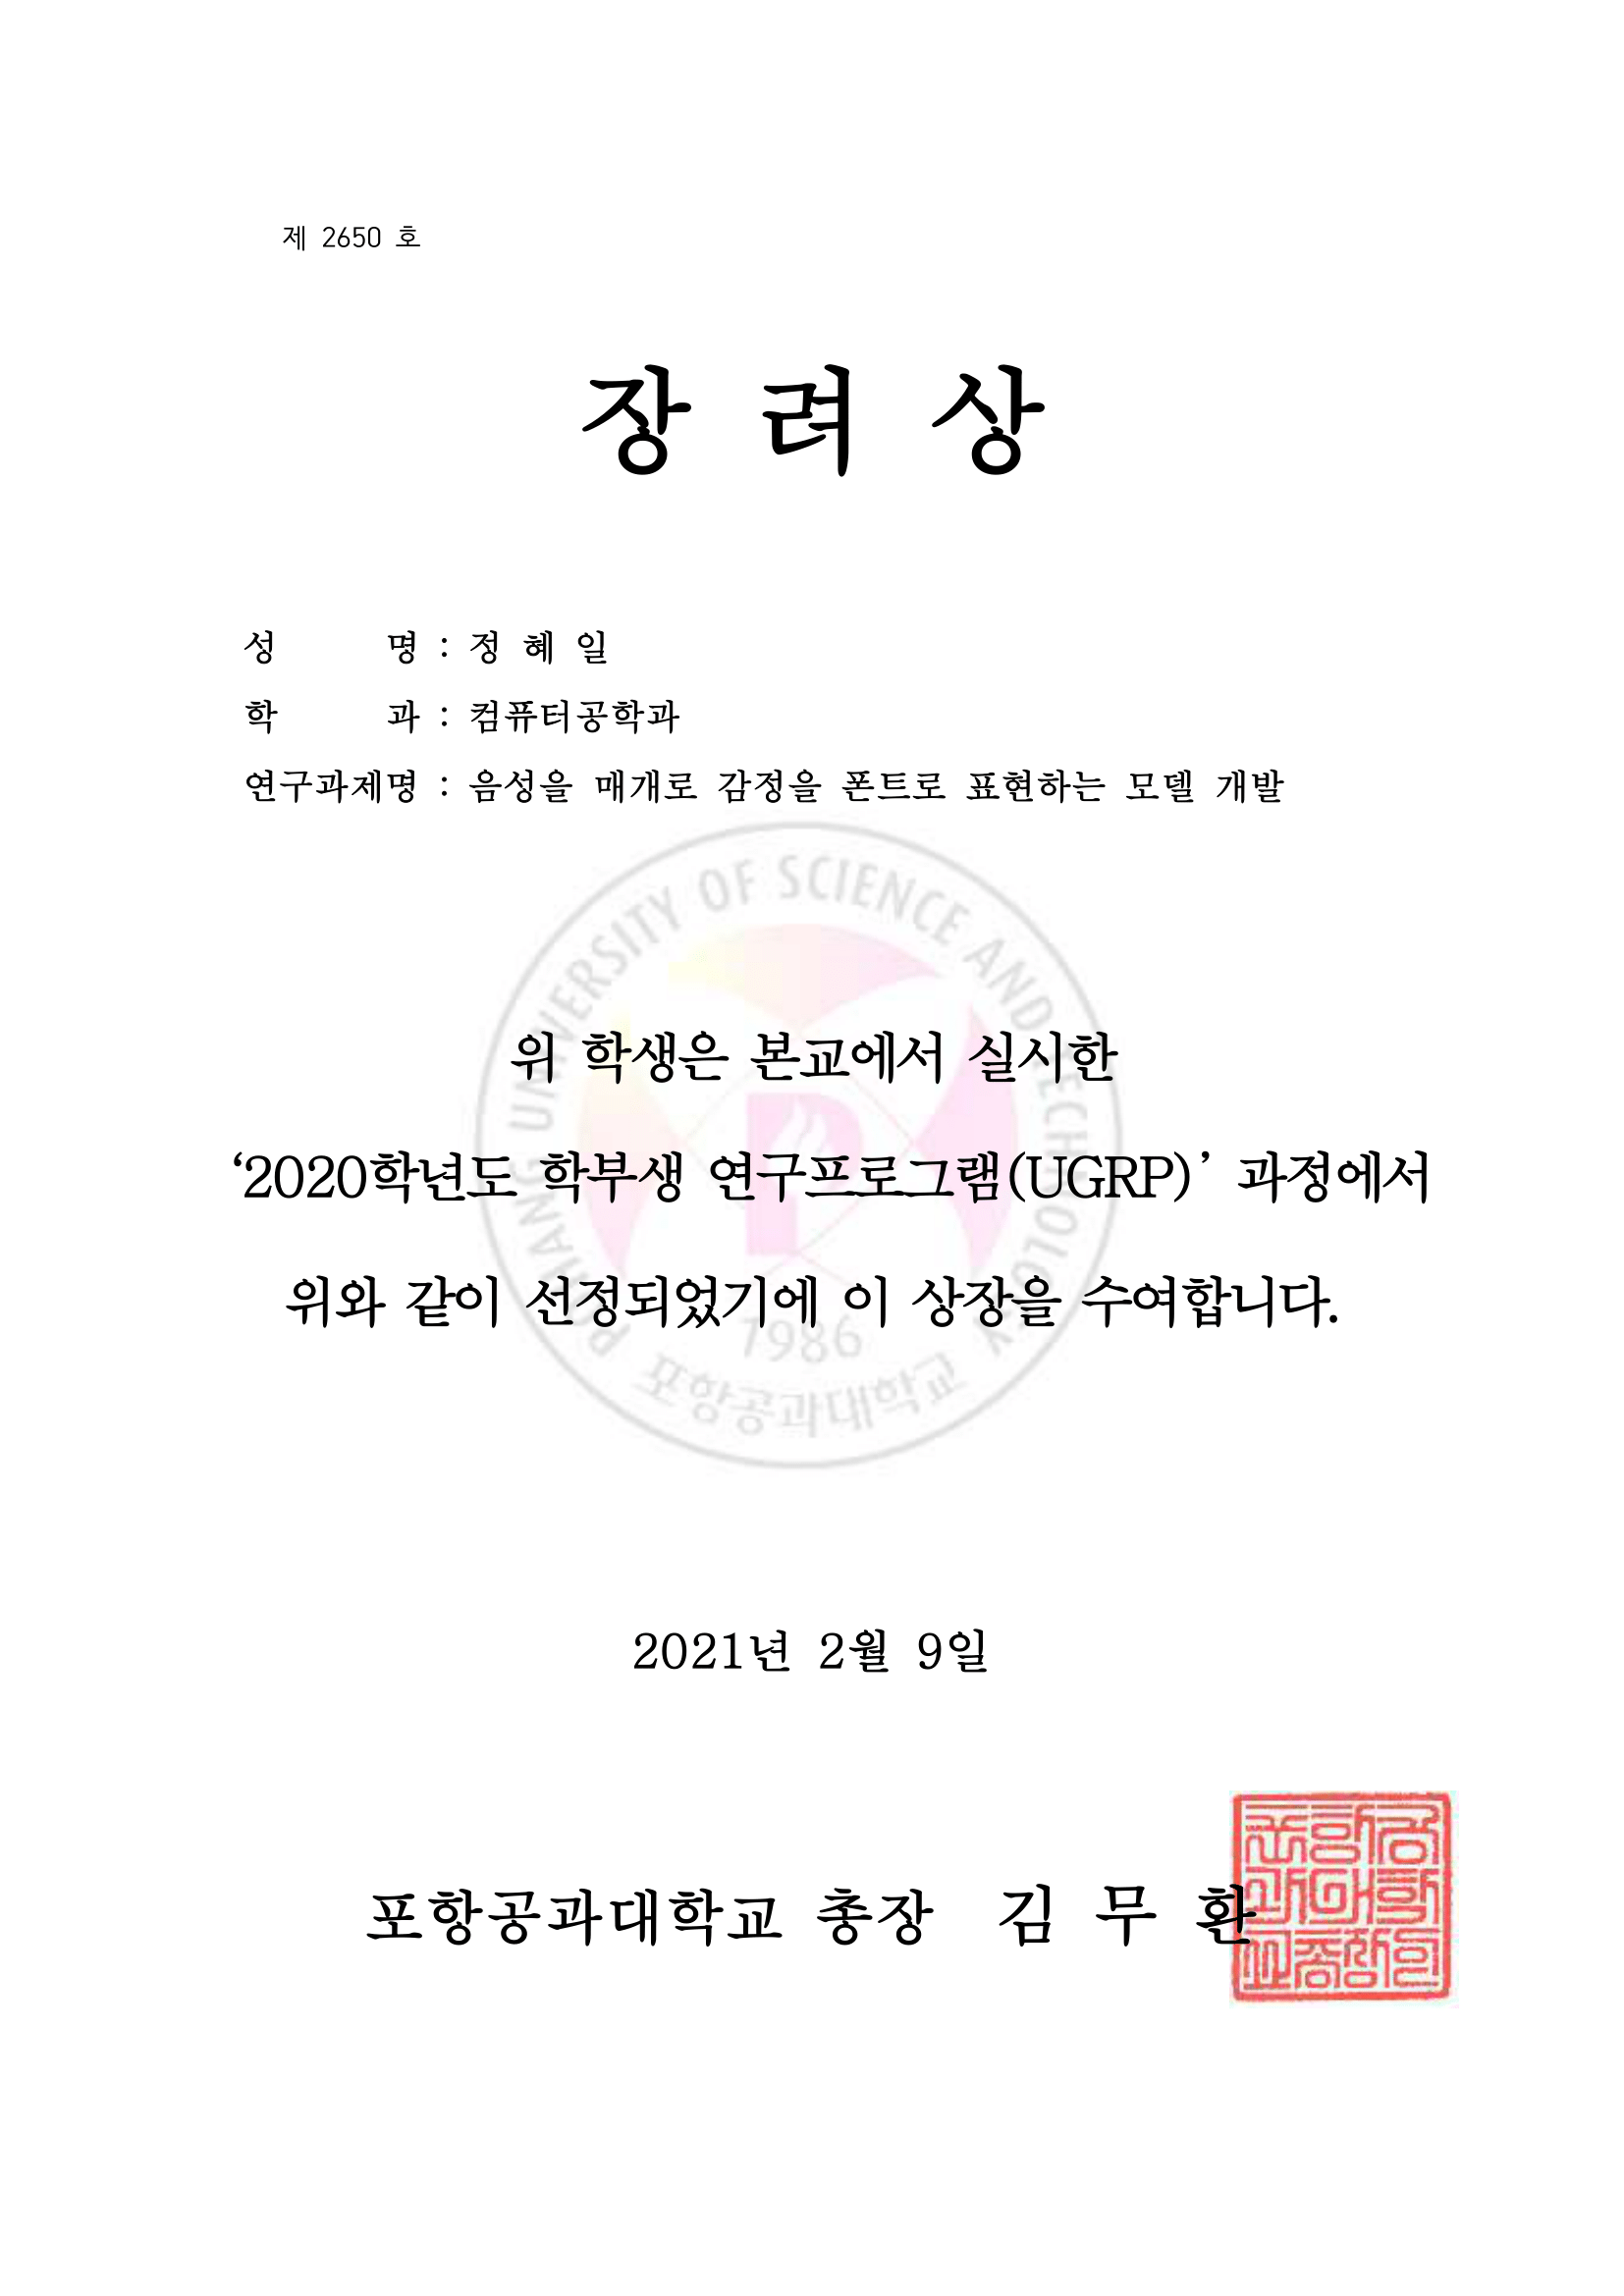 제 2650 호
장 려 상
성 명 : 정 혜 일
학 과 : 컴퓨터공학과
연구과제명 : 음성을 매개로 감정을 폰트로 표현하는 모델 개발
POHANG UNIVERSITY OF SCIENCE AND TECHNOLOGY
위 학생은 본교에서 실시한
‘2020학년도 학부생 연구프로그램(UGRP)’ 과정에서
위와 같이 선정되었기에 이 상장을 수여합니다.
1986
포항공과대학교
2021년 2월 9일
포항공과대학교 총장 김 무 환